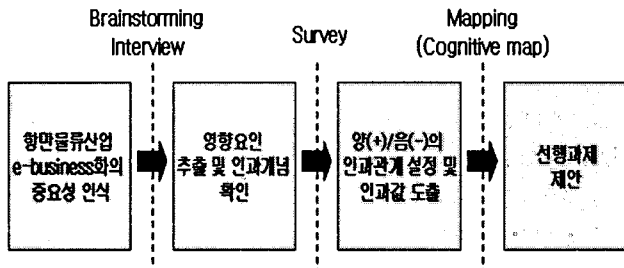 Brainstorming
Interview
Survey
Mapping
(Cognitive map)
항만물류산업
e-business화의
중요성 인식
영향요인
추출 및 인과개념
확인
양(+)/음(-)의
인과관계 설정 및
인과값 도출
선행과제
제안